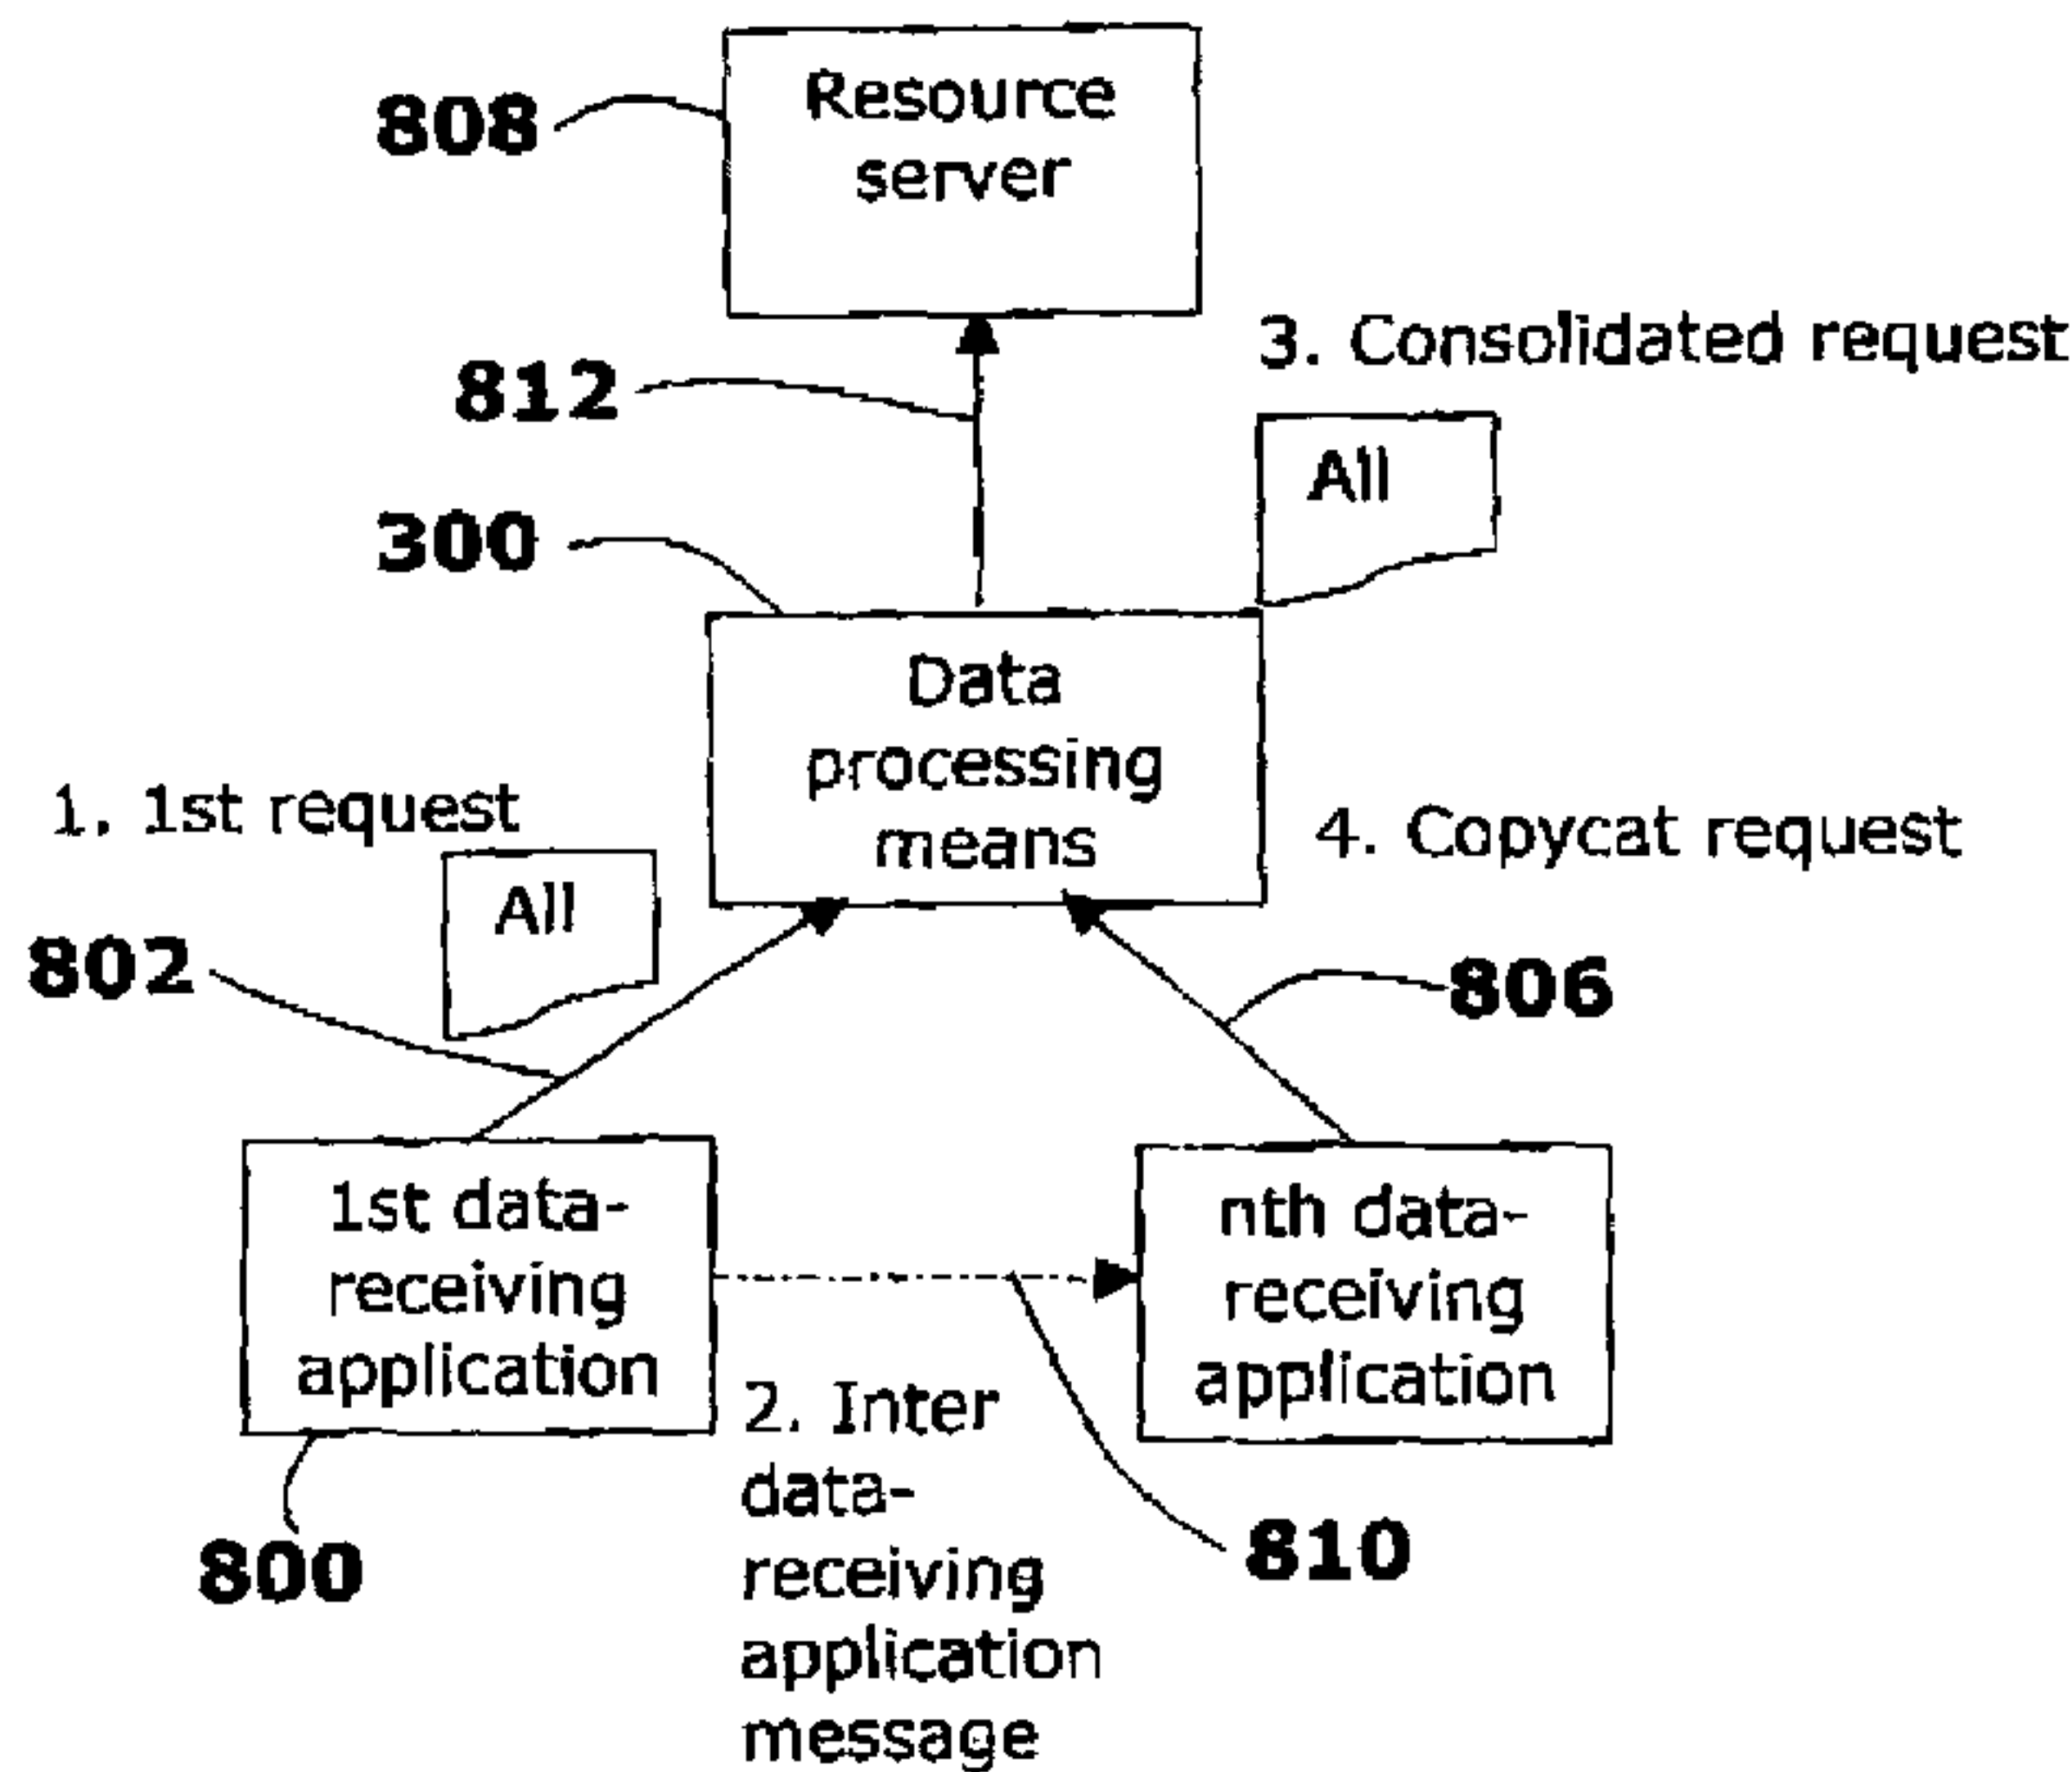 808
Resource
server
812
3. Consolidated request
All
300
Data
processing
means
1. 1st request
All
4. Copycat request
802
806
1st data-
receiving
application
nth data-
receiving
application
2. Inter
data-
receiving
application
message
800
810